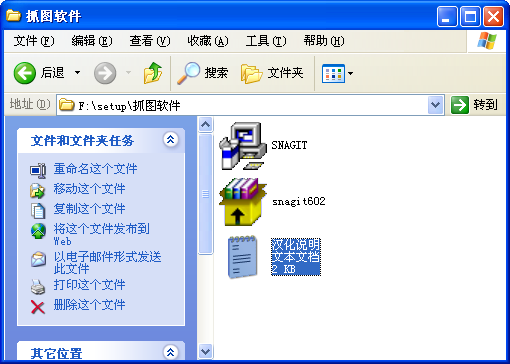 抓图软件
文件(F) 编辑(E) 查看(V) 收藏(A) 工具(T) 帮助(H)
后退 搜索 文件夹
地址(D) F:\setup\抓图软件 转到
文件和文件夹任务
重命名这个文件
移动这个文件
复制这个文件
将这个文件发布到
Web
以电子邮件形式发送
此文件
打印这个文件
删除这个文件
其它位置
SNAGIT
snagit602
汉化说明
文本文档
2 KB